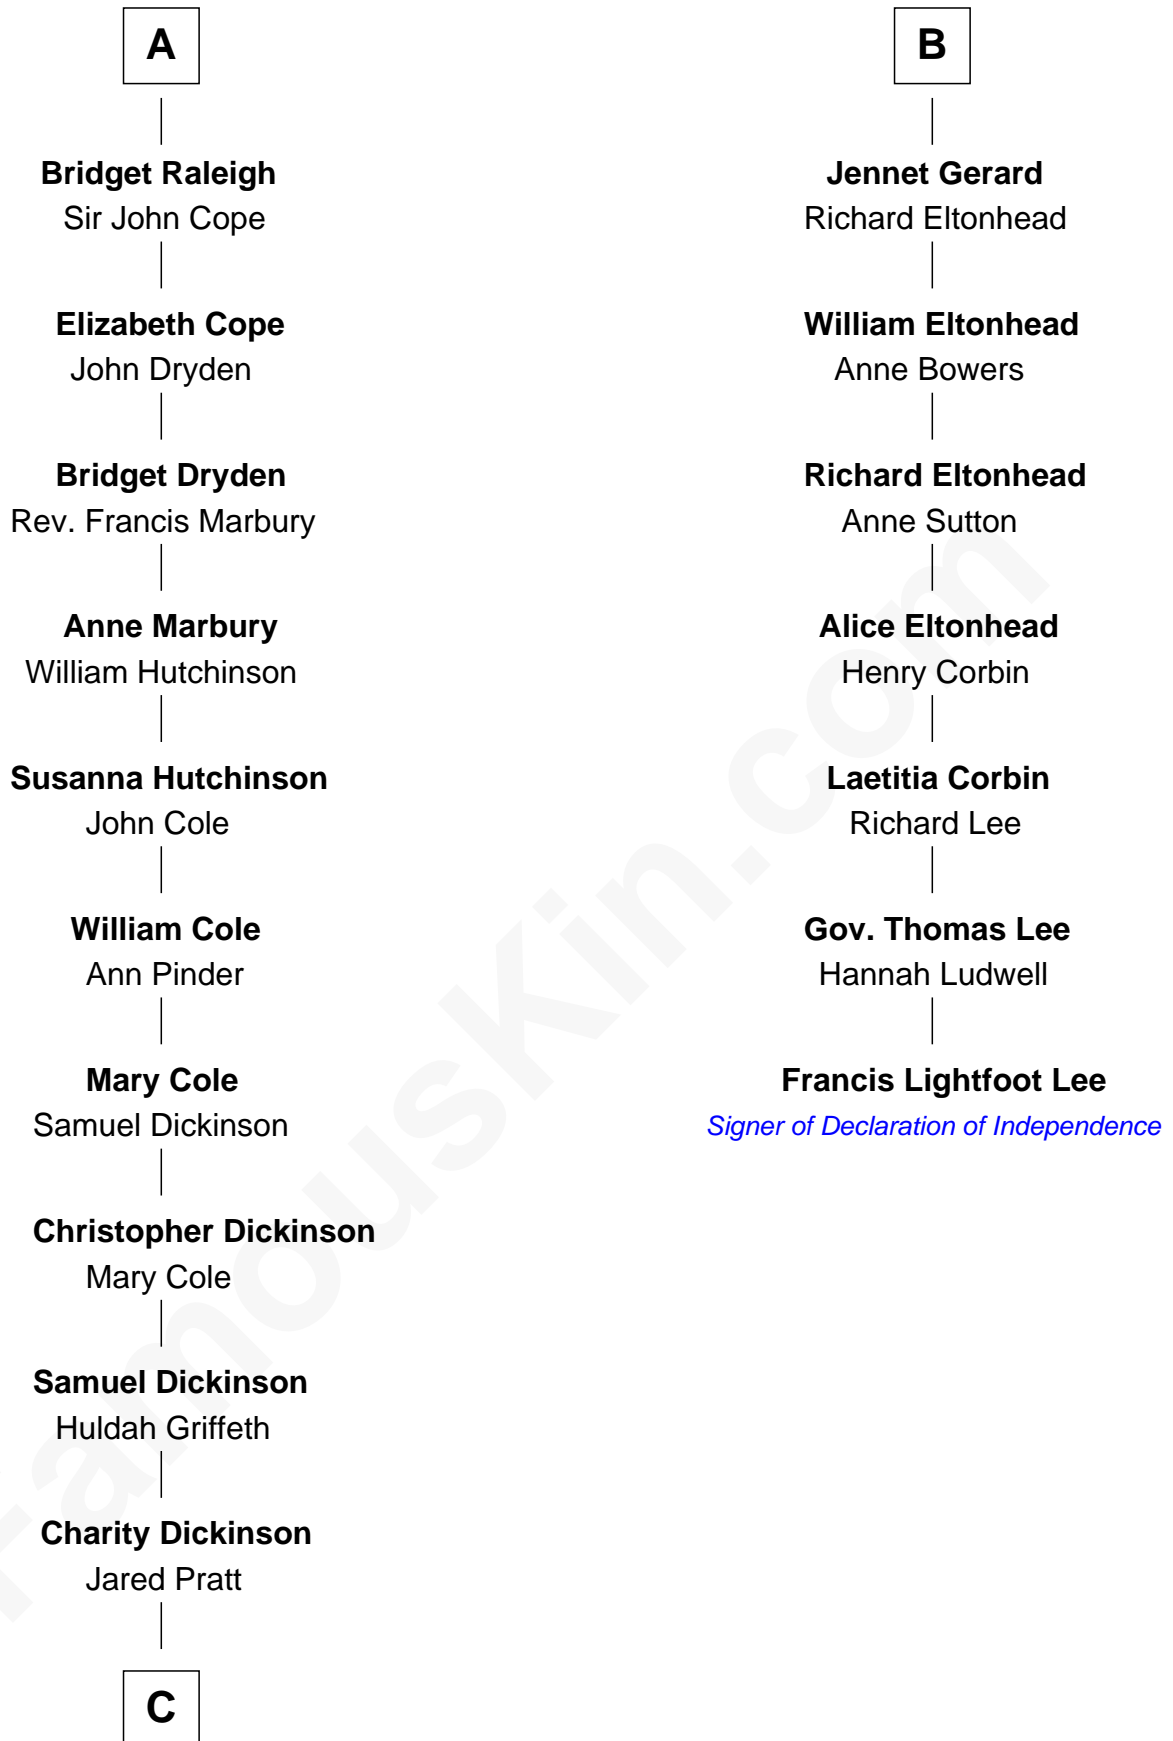 A
Bridget Raleigh
Sir John Cope
Elizabeth Cope
John Dryden
Bridget Dryden
Rev. Francis Marbury
Anne Marbury
William Hutchinson
Susanna Hutchinson
John Cole
William Cole
Ann Pinder
Mary Cole
Samuel Dickinson
Christopher Dickinson
Mary Cole
Samuel Dickinson
Huldah Griffeth
Charity Dickinson
Jared Pratt
C
B
Jennet Gerard
Richard Eltonhead
William Eltonhead
Anne Bowers
Richard Eltonhead
Anne Sutton
Alice Eltonhead
Henry Corbin
Laetitia Corbin
Richard Lee
Gov. Thomas Lee
Hannah Ludwell
Francis Lightfoot Lee
Signer of Declaration of Independence
FamousKin.com